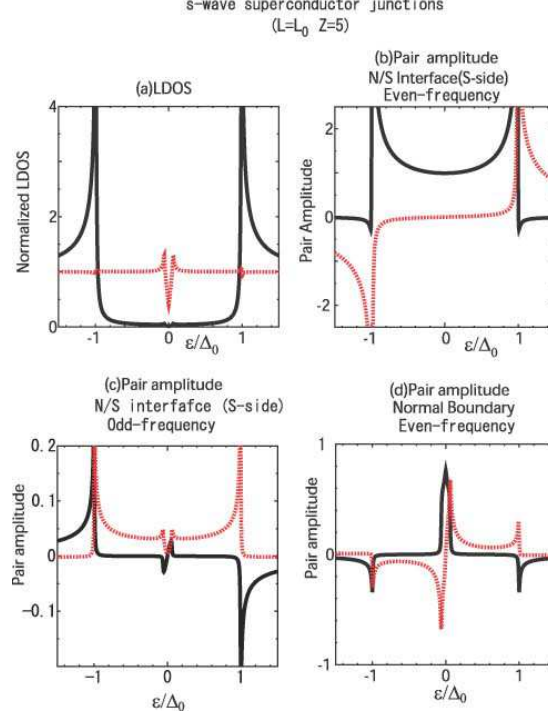 s-wave superconductor junctions
(L=L₀ Z=5)
(a)LDOS
Normalized LDOS
4
2
0
-1
0
1
ε/Δ₀
(b)Pair amplitude
N/S Interface(S-side)
Even-frequency
Pair Amplitude
2
0
-2
-1
0
1
ε/Δ₀
(c)Pair amplitude
N/S interfafce (S-side)
Odd-frequency
Pair amplitude
0.2
0.1
0
-0.1
-1
0
1
ε/Δ₀
(d)Pair amplitude
Normal Boundary
Even-frequency
Pair amplitude
1
0
-1
-1
0
1
ε/Δ₀